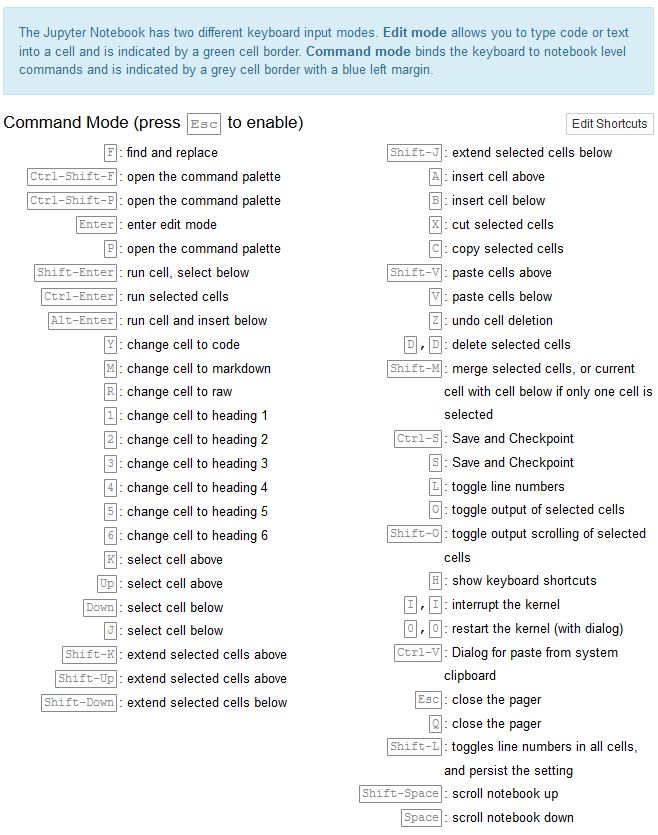 The Jupyter Notebook has two different keyboard input modes. Edit mode allows you to type code or text
into a cell and is indicated by a green cell border. Command mode binds the keyboard to notebook level
commands and is indicated by a grey cell border with a blue left margin.
Command Mode (press Esc to enable)
Edit Shortcuts
F : find and replace
Ctrl-Shift-F : open the command palette
Ctrl-Shift-P : open the command palette
Enter : enter edit mode
P : open the command palette
Shift-Enter : run cell, select below
Ctrl-Enter : run selected cells
Alt-Enter : run cell and insert below
Y : change cell to code
M : change cell to markdown
R : change cell to raw
1 : change cell to heading 1
2 : change cell to heading 2
3 : change cell to heading 3
4 : change cell to heading 4
5 : change cell to heading 5
6 : change cell to heading 6
K : select cell above
Up : select cell above
Down : select cell below
J : select cell below
Shift-K : extend selected cells above
Shift-Up : extend selected cells above
Shift-Down : extend selected cells below
Shift-J : extend selected cells below
A : insert cell above
B : insert cell below
X : cut selected cells
C : copy selected cells
Shift-V : paste cells above
V : paste cells below
Z : undo cell deletion
D , D : delete selected cells
Shift-M : merge selected cells, or current
cell with cell below if only one cell is
selected
Ctrl-S : Save and Checkpoint
S : Save and Checkpoint
L : toggle line numbers
O : toggle output of selected cells
Shift-O : toggle output scrolling of selected
cells
H : show keyboard shortcuts
I , I : interrupt the kernel
0 , 0 : restart the kernel (with dialog)
Ctrl-V : Dialog for paste from system
clipboard
Esc : close the pager
Q : close the pager
Shift-L : toggles line numbers in all cells,
and persist the setting
Shift-Space : scroll notebook up
Space : scroll notebook down